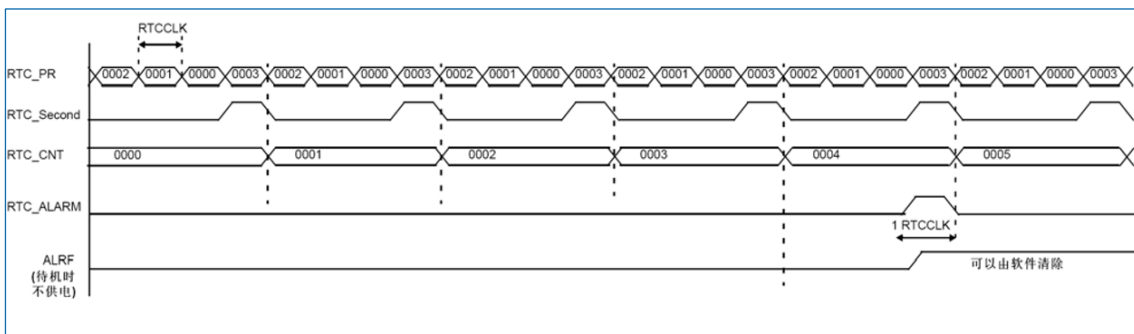 RTCCLK
RTC_PR 0002 0001 0000 0003 0002 0001 0000 0003 0002 0001 0000 0003 0002 0001 0000 0003 0002 0001 0000 0003 0002 0001 0000 0003
RTC_Second
RTC_CNT 0000 0001 0002 0003 0004 0005
RTC_ALARM
1 RTCCLK
ALRF
(待机时
不供电)
可以由软件清除